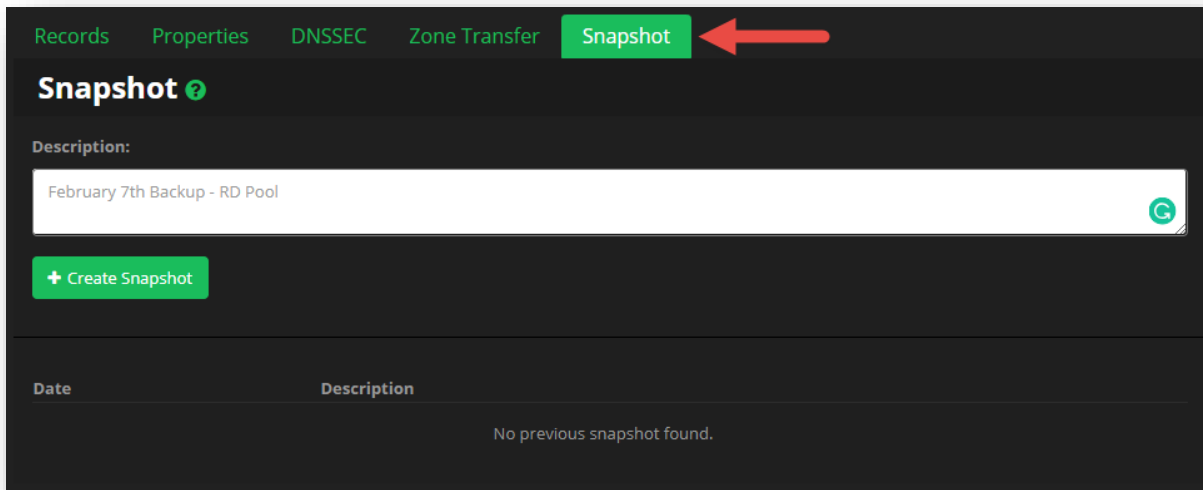 Records Properties DNSSEC Zone Transfer Snapshot
Snapshot ?
Description:
February 7th Backup - RD Pool
+ Create Snapshot
Date Description
No previous snapshot found.